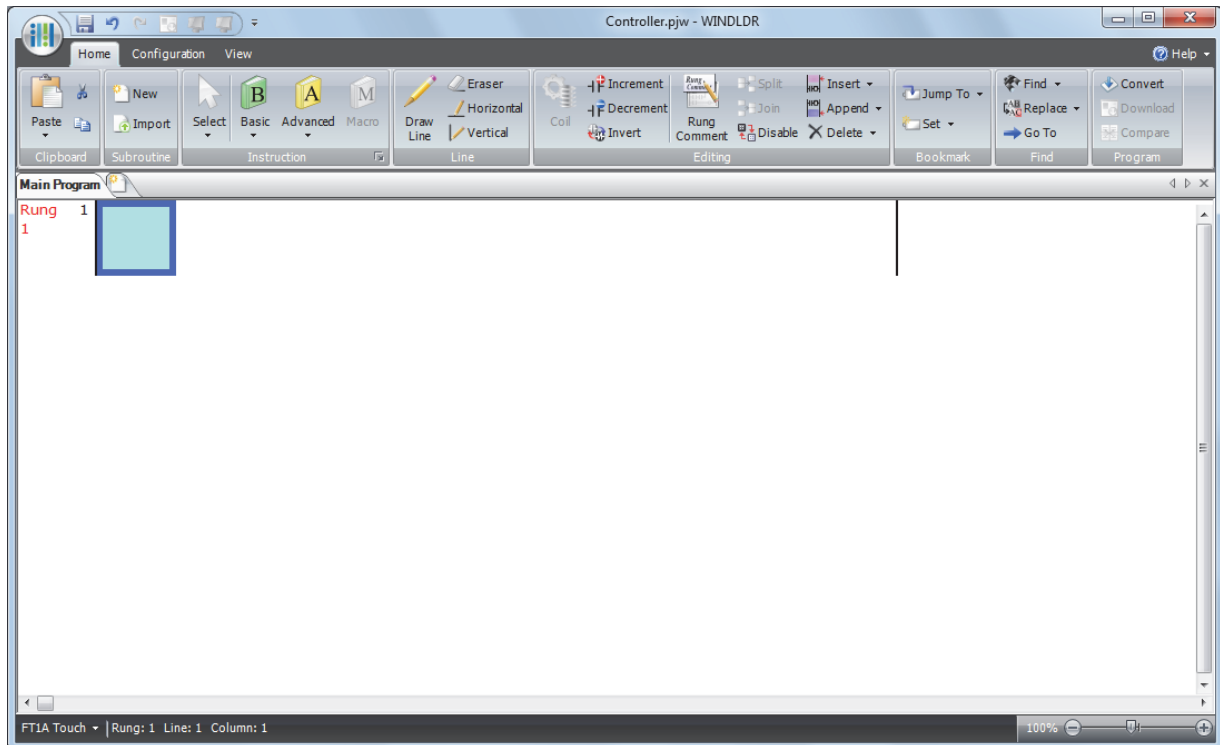 Controller.pjw - WINDLDR
Home Configuration View Help
Paste
Clipboard
New
Import
Subroutine
Select Basic Advanced Macro
B A M
Instruction
Draw Line
Eraser
Horizontal
Vertical
Line
Coil
Increment
Decrement
Invert
Rung Comment
Split
Join
Disable
Insert
Append
Delete
Editing
Jump To
Set
Bookmark
Find
Replace
Go To
Find
Convert
Download
Compare
Program
Main Program
Rung 1
1
FT1A Touch Rung: 1 Line: 1 Column: 1 100%